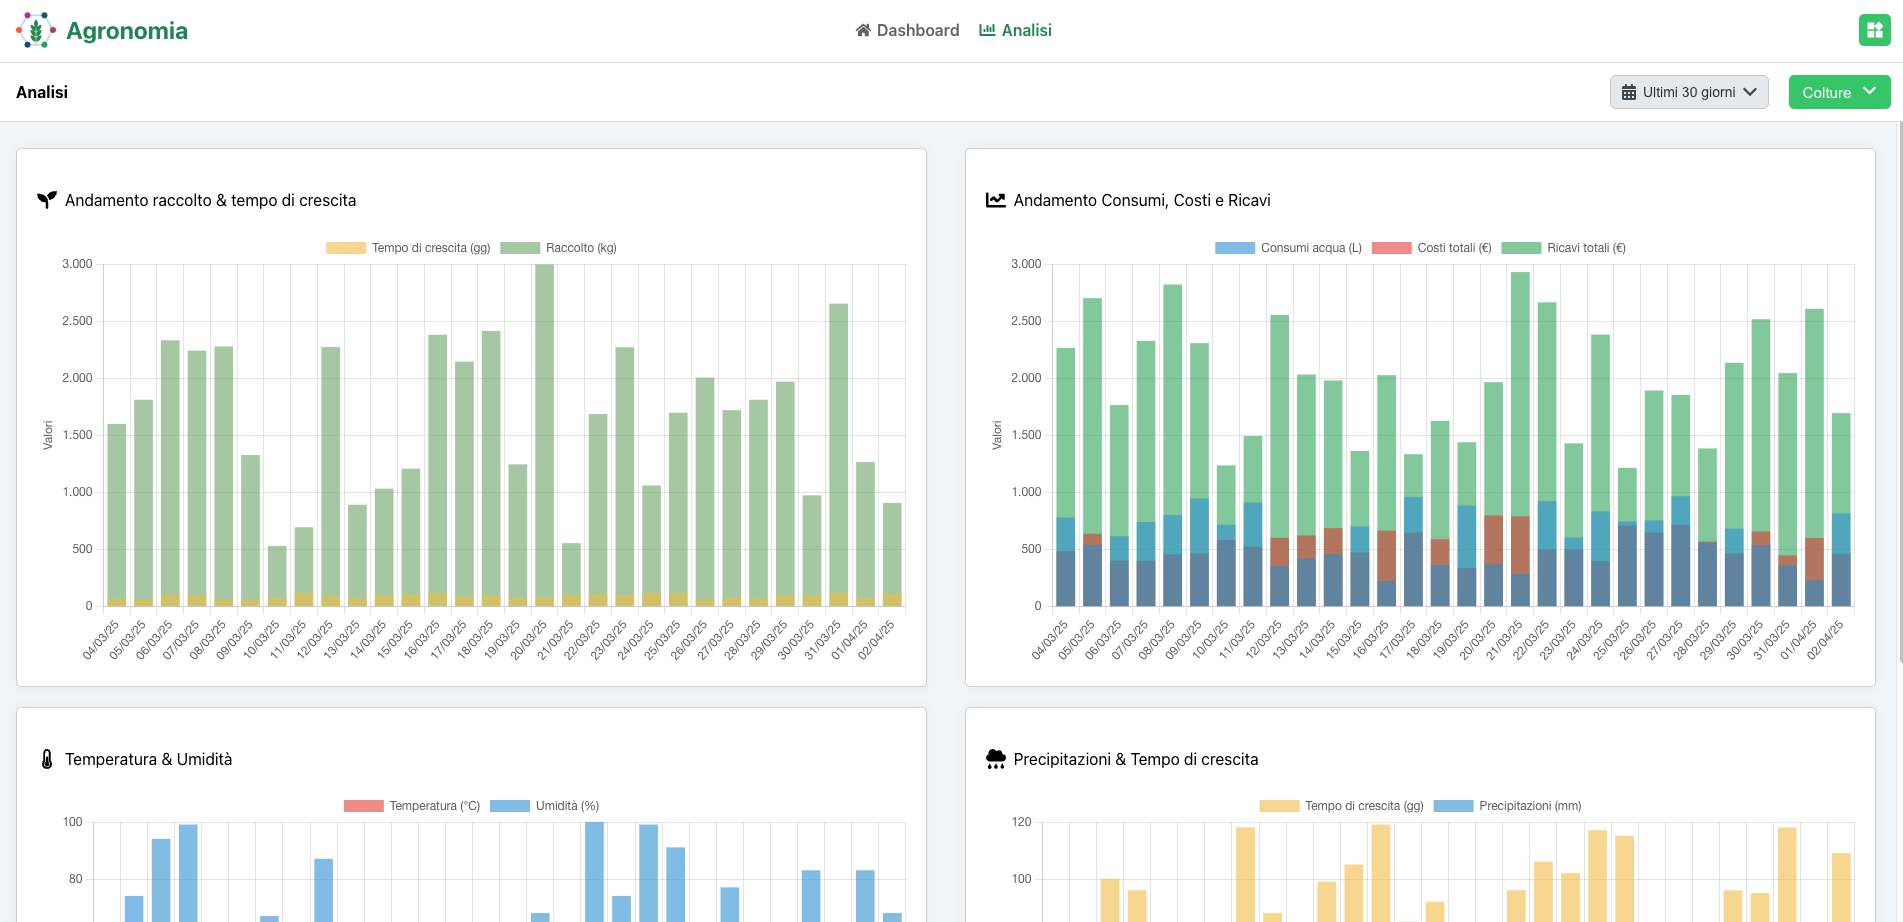 Agronomia
Dashboard Analisi
Analisi
Ultimi 30 giorni
Colture
Andamento raccolto & tempo di crescita
Tempo di crescita (gg) Raccolto (kg)
3.000
2.500
2.000
1.500
1.000
500
0
Valori
04/03/25 05/03/25 06/03/25 07/03/25 08/03/25 09/03/25 10/03/25 11/03/25 12/03/25 13/03/25 14/03/25 15/03/25 16/03/25 17/03/25 18/03/25 19/03/25 20/03/25 21/03/25 22/03/25 23/03/25 24/03/25 25/03/25 26/03/25 27/03/25 28/03/25 29/03/25 30/03/25 31/03/25 01/04/25 02/04/25
Andamento Consumi, Costi e Ricavi
Consumi acqua (L) Costi totali (€) Ricavi totali (€)
3.000
2.500
2.000
1.500
1.000
500
0
Valori
04/03/25 05/03/25 06/03/25 07/03/25 08/03/25 09/03/25 10/03/25 11/03/25 12/03/25 13/03/25 14/03/25 15/03/25 16/03/25 17/03/25 18/03/25 19/03/25 20/03/25 21/03/25 22/03/25 23/03/25 24/03/25 25/03/25 26/03/25 27/03/25 28/03/25 29/03/25 30/03/25 31/03/25 01/04/25 02/04/25
Temperatura & Umidità
Temperatura (°C) Umidità (%)
100
80
Precipitazioni & Tempo di crescita
Tempo di crescita (gg) Precipitazioni (mm)
120
100